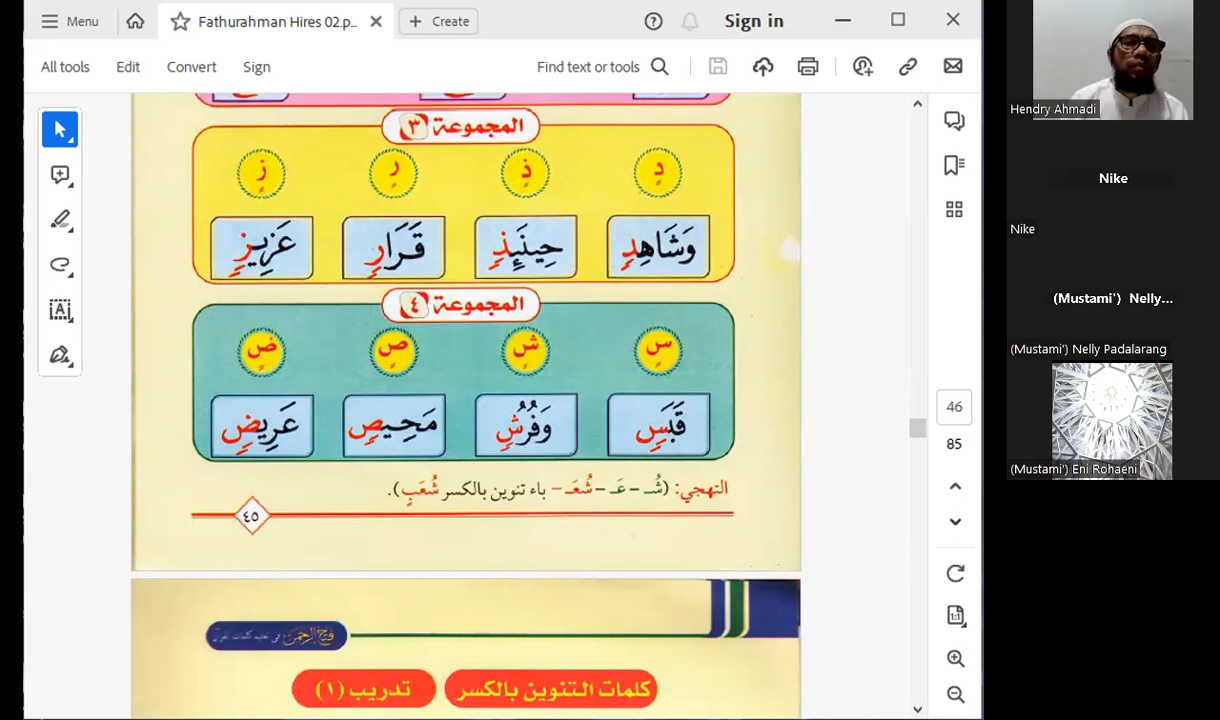 Menu
Fathurahman Hires 02.p...
Create
Sign in
All tools
Edit
Convert
Sign
Find text or tools
المجموعة ٣
دٍ ذٍ رٍ زٍ
وَشَاهِدٍ حِينَئِذٍ قَرَارٍ عَزِيزٍ
المجموعة ٤
سٍ شٍ صٍ ضٍ
قَبَسٍ وَفُرُشٍ مَحِيصٍ عَرِيضٍ
التهجي: (شُـ - عَـ - شُعَـ - باء تنوين بالكسر شُعَبٍ).
٤٥
كلمات التنوين بالكسر
تدريب (١)
46
85
1:1
Hendry Ahmadi
Nike
Nike
(Mustami') Nelly...
(Mustami') Nelly Padalarang
(Mustami') Eni Rohaeni